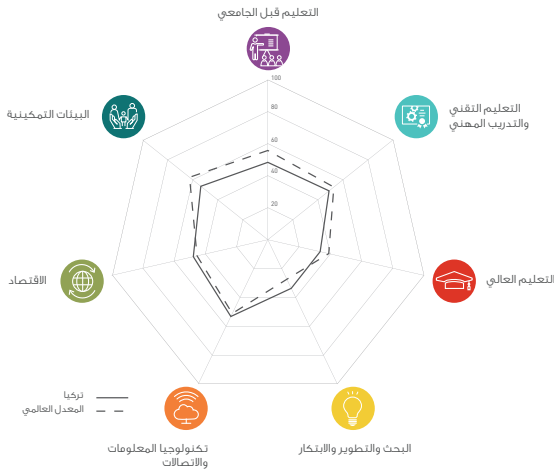 التعليم قبل الجامعي
التعليم التقني
والتدريب المهني
التعليم العالي
البحث والتطوير والابتكار
تكنولوجيا المعلومات
والاتصالات
الاقتصاد
البيئات التمكينية
100
80
60
40
20
تركيا
المعدل العالمي